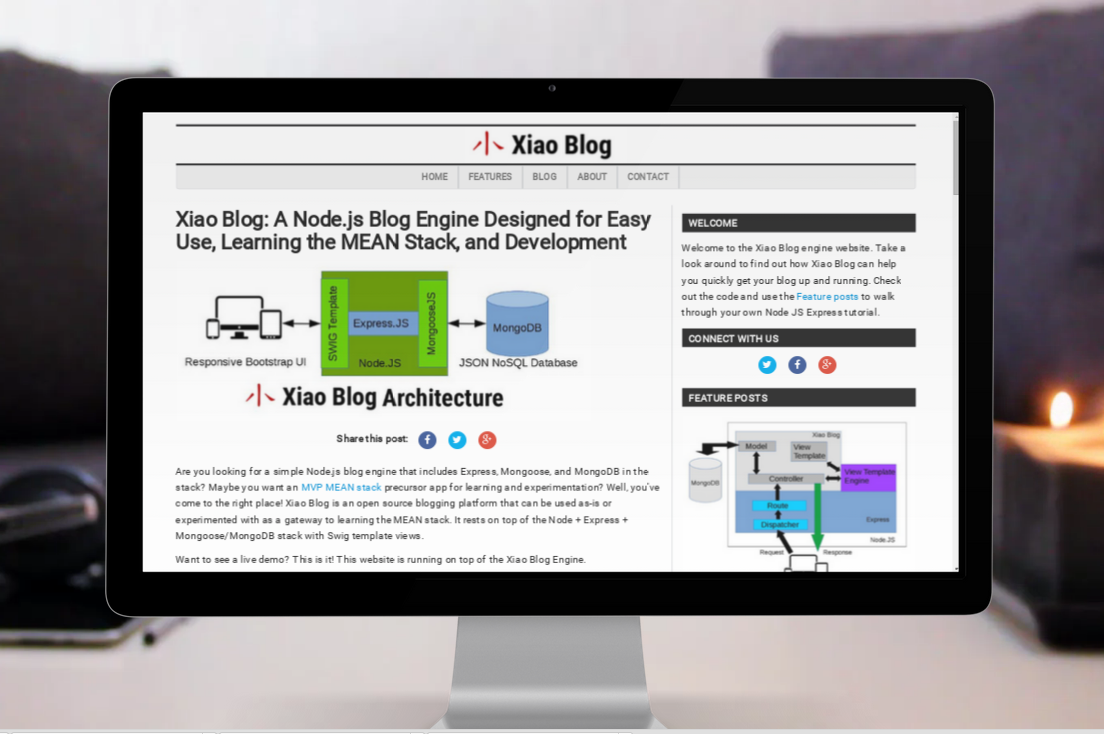 小 Xiao Blog
HOME
FEATURES
BLOG
ABOUT
CONTACT
Xiao Blog: A Node.js Blog Engine Designed for Easy
Use, Learning the MEAN Stack, and Development
SWIG Template
Express.JS
MongooseJS
Node.JS
MongoDB
Responsive Bootstrap UI
JSON NoSQL Database
小 Xiao Blog Architecture
Share this post:
Are you looking for a simple Node.js blog engine that includes Express, Mongoose, and MongoDB in the
stack? Maybe you want an MVP MEAN stack precursor app for learning and experimentation? Well, you've
come to the right place! Xiao Blog is an open source blogging platform that can be used as-is or
experimented with as a gateway to learning the MEAN stack. It rests on top of the Node + Express +
Mongoose/MongoDB stack with Swig template views.
Want to see a live demo? This is it! This website is running on top of the Xiao Blog Engine.
WELCOME
Welcome to the Xiao Blog engine website. Take a
look around to find out how Xiao Blog can help
you quickly get your blog up and running. Check
out the code and use the Feature posts to walk
through your own Node JS Express tutorial.
CONNECT WITH US
FEATURE POSTS
Xiao Blog
Model
View
Template
MongoDB
Controller
View Template
Engine
Route
Express
Dispatcher
Node.JS
Request
Response